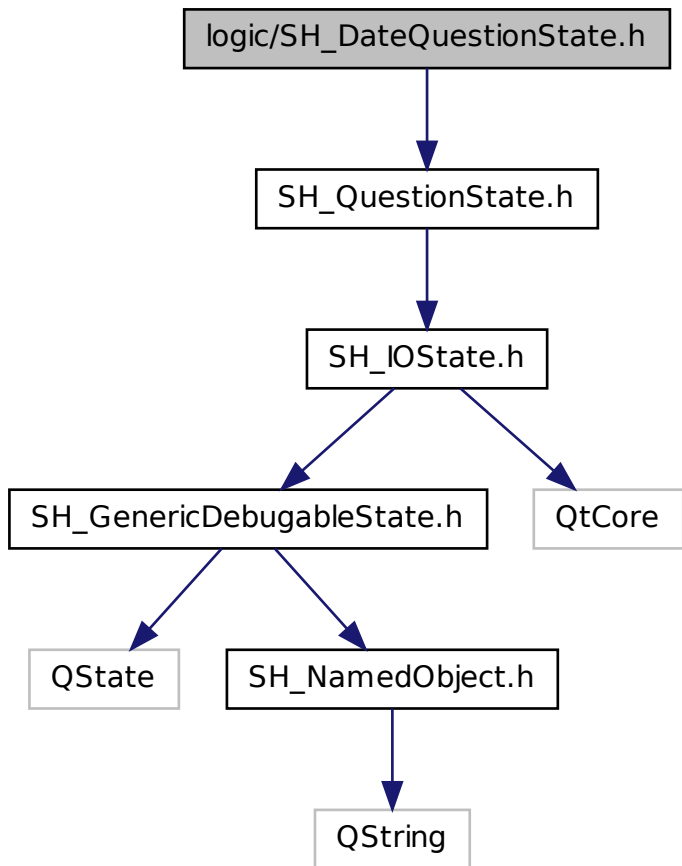 logic/SH_DateQuestionState.h
SH_QuestionState.h
SH_IOState.h
SH_GenericDebugableState.h
QtCore
QState
SH_NamedObject.h
QString